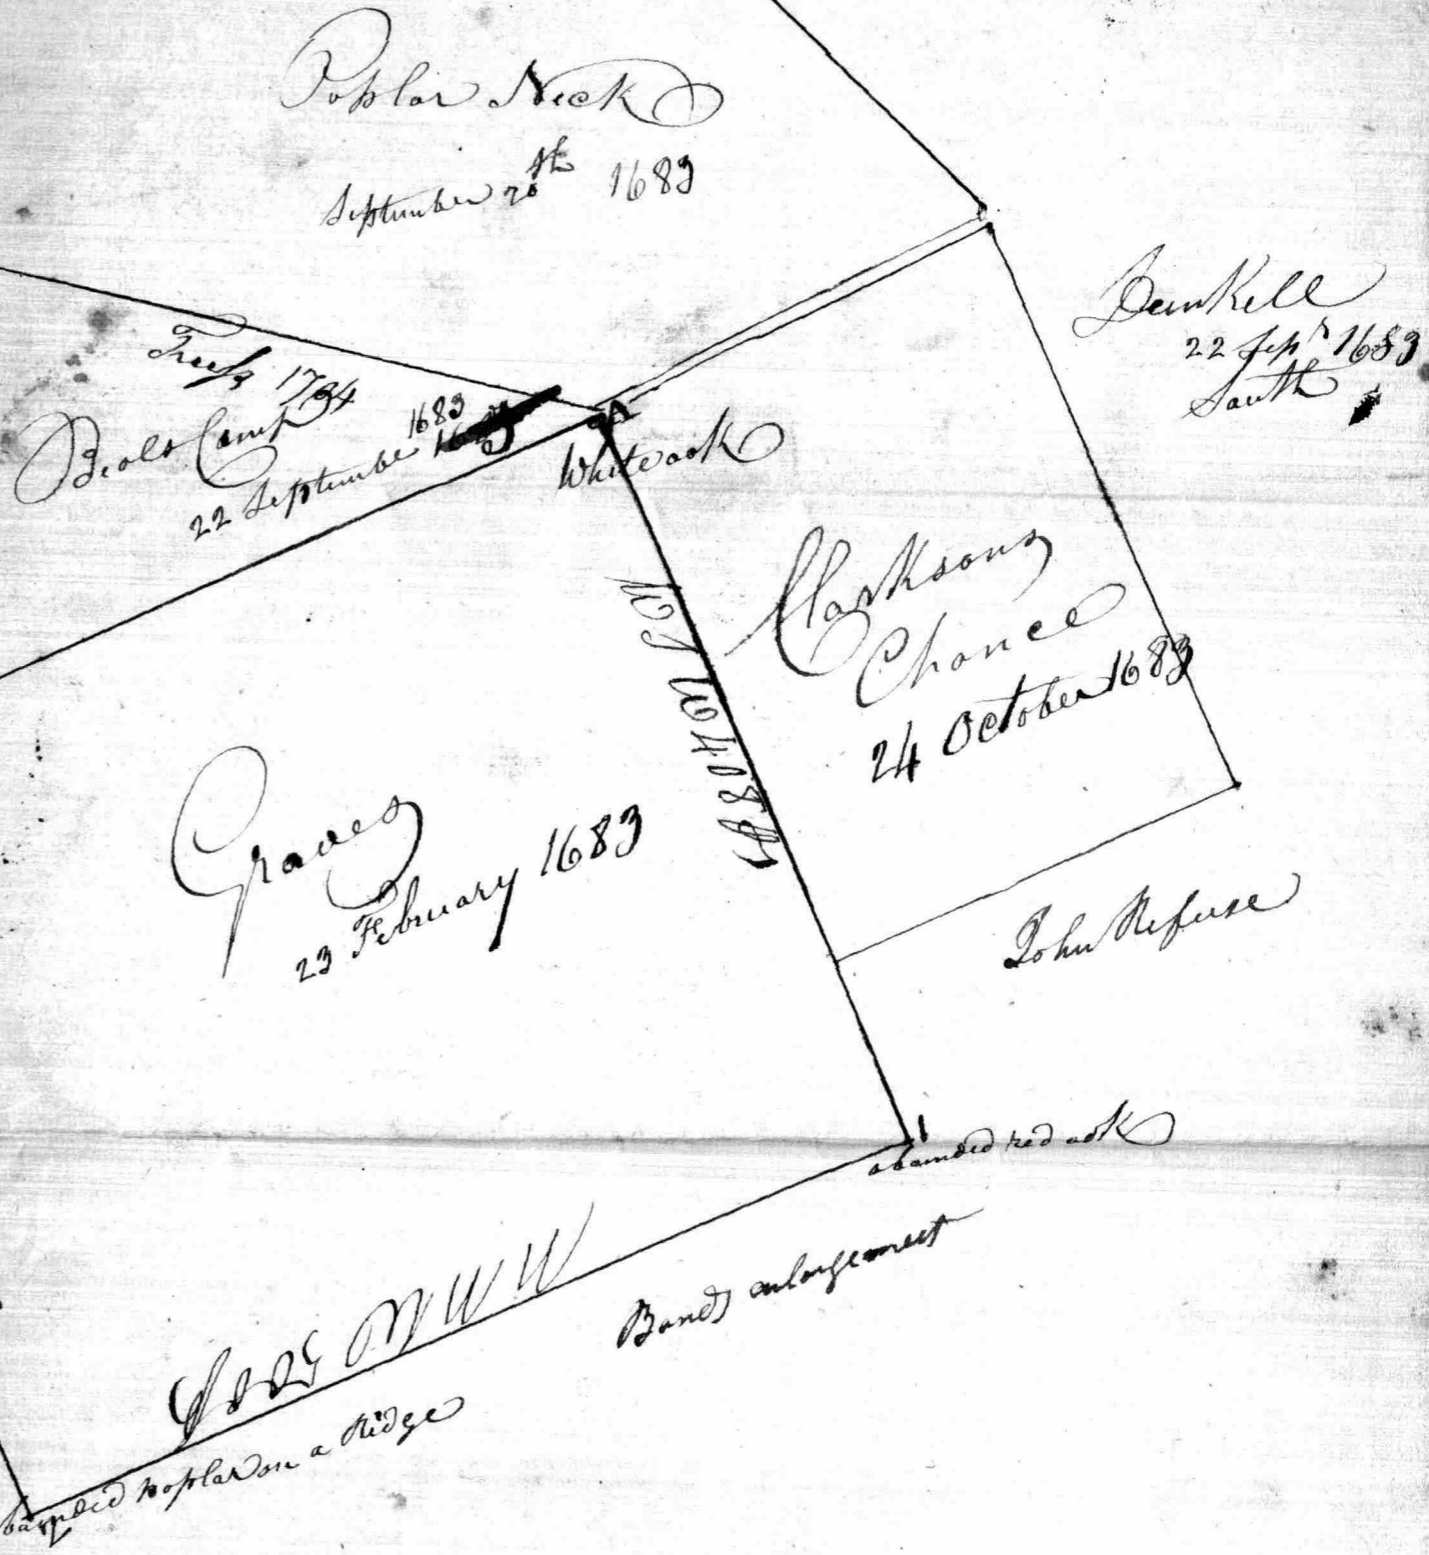 Poplar Neck
September 20th 1683
Dunkell
22 Sepr 1683
South
1794
Beals Camp
1683
22 September
A
White oak
Clarksons
Chance
24 October 1683
Graves
23 February 1683
John Refuse
a bounded red oak
Bonds enlargement
bounded poplar on a Ridge